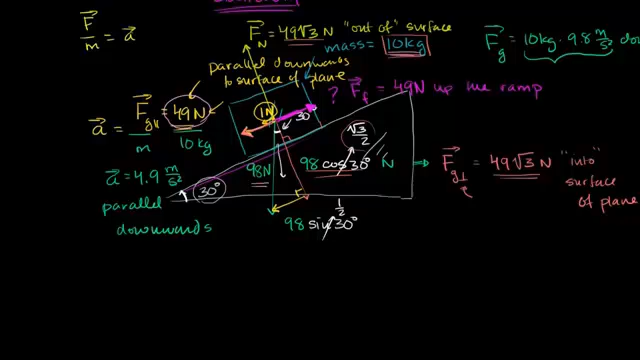 F/m = a
F_N = 49√3 N "out of" surface
mass = 10kg
F_g = 10kg · 9.8 m/s² dow
parallel downwards
to surface of plane
? F_f = 49N up the ramp
a = F_g|| = 49N
m 10kg
1N
30°
√3/2
a = 4.9 m/s²
30°
98N
98 cos 30° N
F_g⊥ = 49√3 N "into"
surface
of plane
parallel
downwards
1/2
98 sin 30°